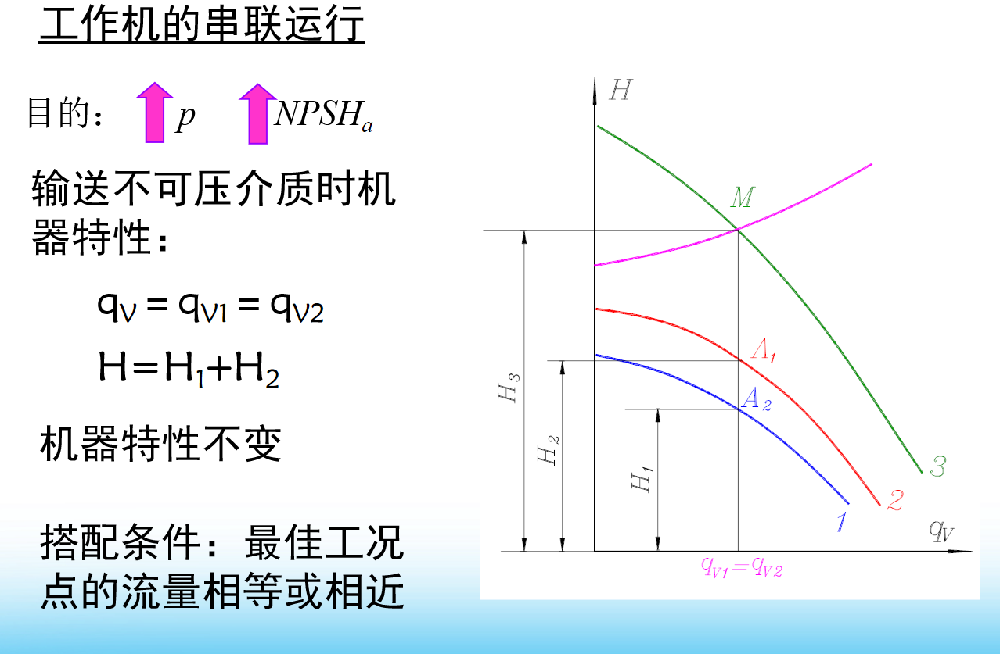 工作机的串联运行
目的: p NPSHa
输送不可压介质时机
器特性:
qV = qV1 = qV2
H=H1+H2
机器特性不变
搭配条件:最佳工况
点的流量相等或相近
H
M
A1
A2
H3
H2
H1
3
2
1
qV
qV1=qV2